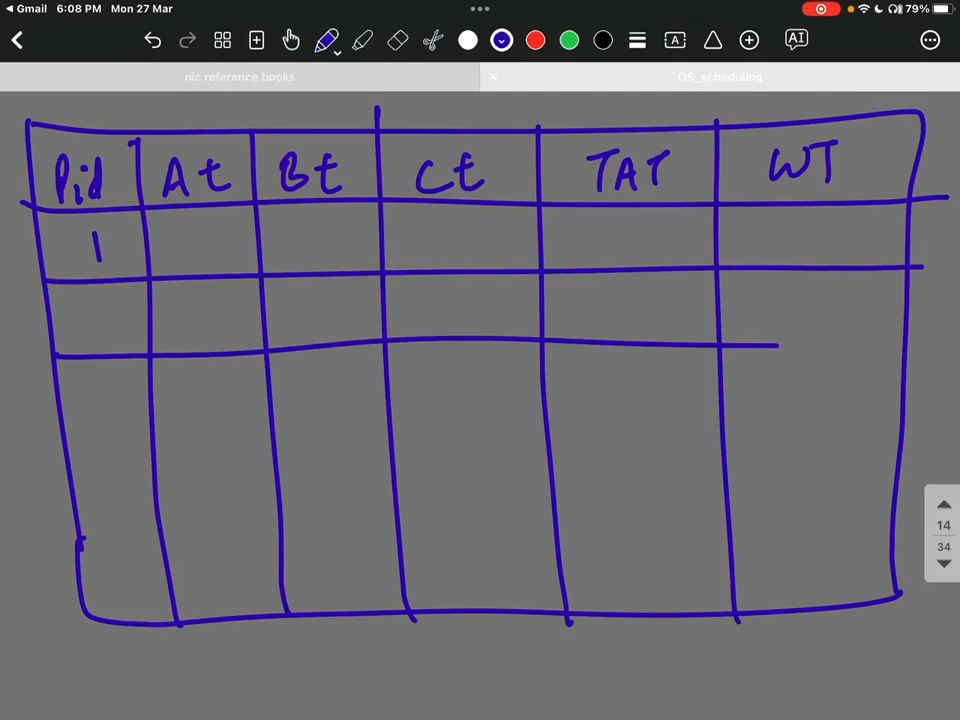 Gmail 6:08 PM Mon 27 Mar 79%
A AI
nic reference books OS_scheduling
Pid At Bt Ct TAT WT
1
14
34